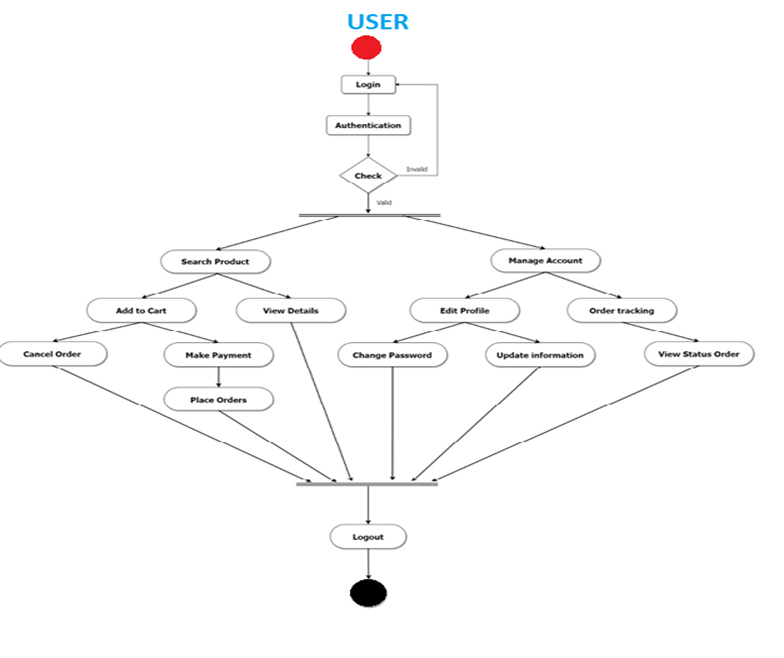 USER
Login
Authentication
Check
Invalid
Valid
Search Product
Manage Account
Add to Cart
View Details
Edit Profile
Order tracking
Cancel Order
Make Payment
Change Password
Update information
View Status Order
Place Orders
Logout